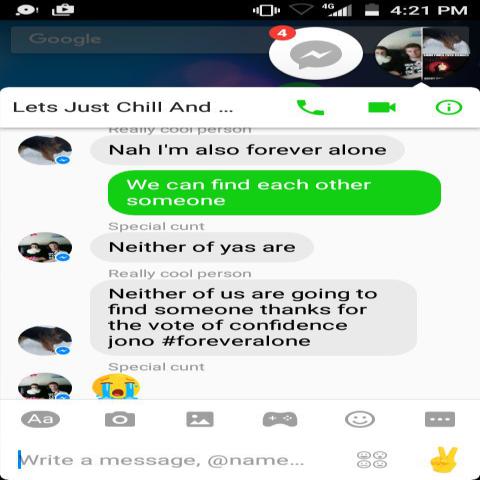 4G
4:21 PM
Google
4
Lets Just Chill And ...
Really cool person
Nah I'm also forever alone
We can find each other
someone
Special cunt
Neither of yas are
Really cool person
Neither of us are going to
find someone thanks for
the vote of confidence
jono #foreveralone
Special cunt
Aa
Write a message, @name...